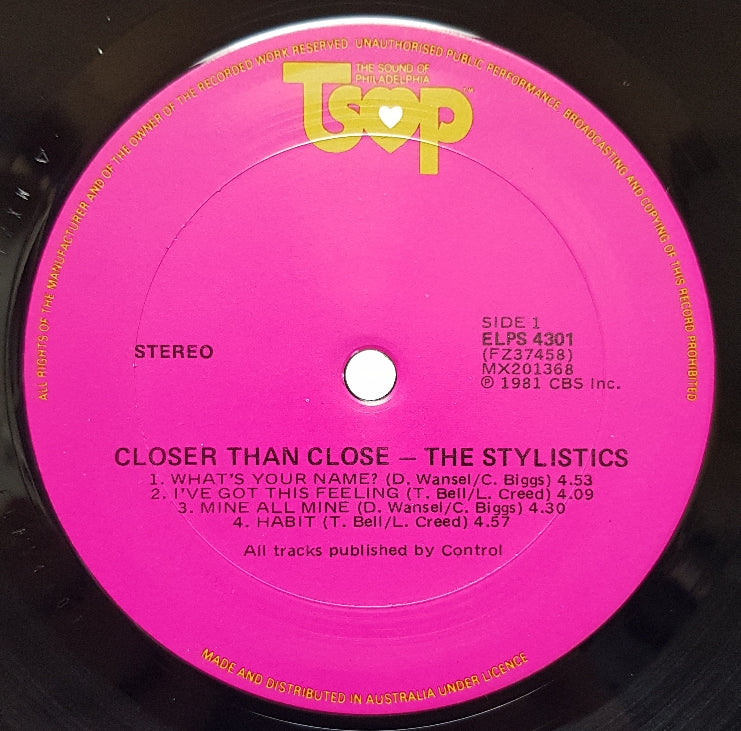 ALL RIGHTS OF THE MANUFACTURER AND OF THE OWNER OF THE RECORDED WORK RESERVED. UNAUTHORISED PUBLIC PERFORMANCE, BROADCASTING AND COPYING OF THIS RECORD PROHIBITED
THE SOUND OF
PHILADELPHIA
TSOP™
STEREO
SIDE 1
ELPS 4301
(FZ37458)
MX201368
℗ 1981 CBS Inc.
CLOSER THAN CLOSE — THE STYLISTICS
1. WHAT'S YOUR NAME? (D. Wansel/C. Biggs) 4.53
2. I'VE GOT THIS FEELING (T. Bell/L. Creed) 4.09
3. MINE ALL MINE (D. Wansel/C. Biggs) 4.30
4. HABIT (T. Bell/L. Creed) 4.57
All tracks published by Control
MADE AND DISTRIBUTED IN AUSTRALIA UNDER LICENCE